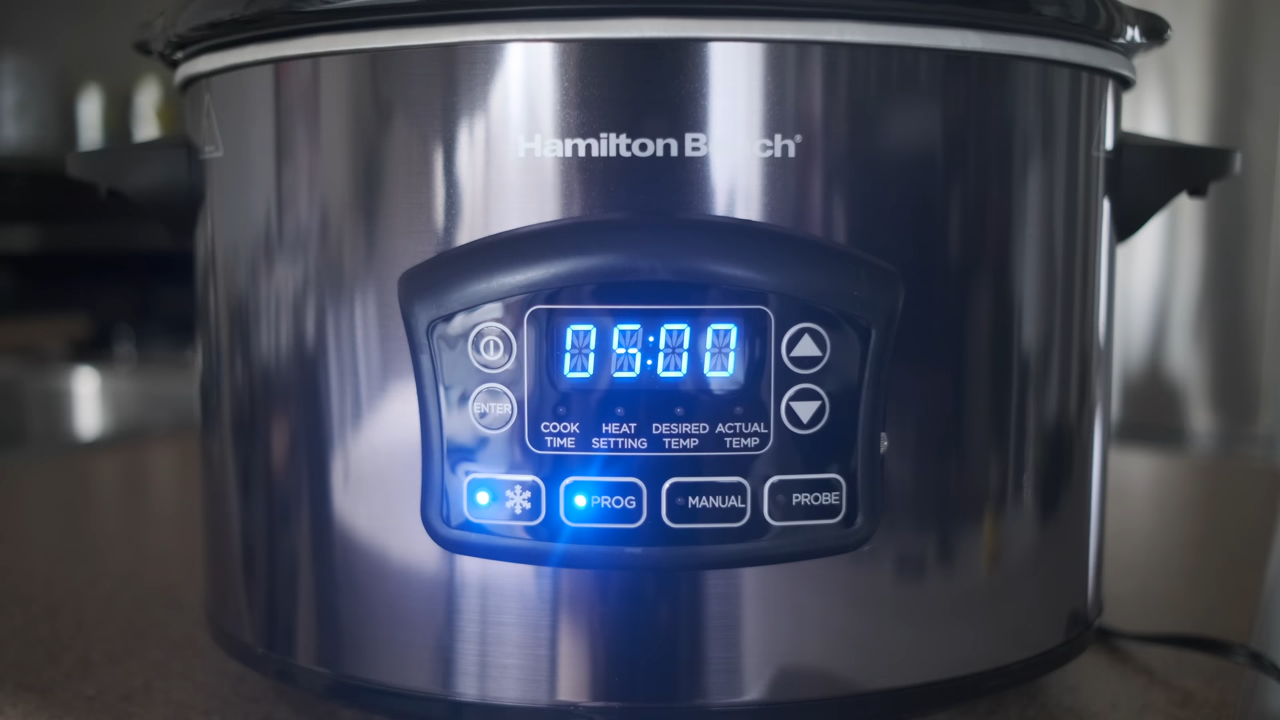 Hamilton Beach®
05:00
ENTER
COOK TIME
HEAT SETTING
DESIRED TEMP
ACTUAL TEMP
PROG
MANUAL
PROBE